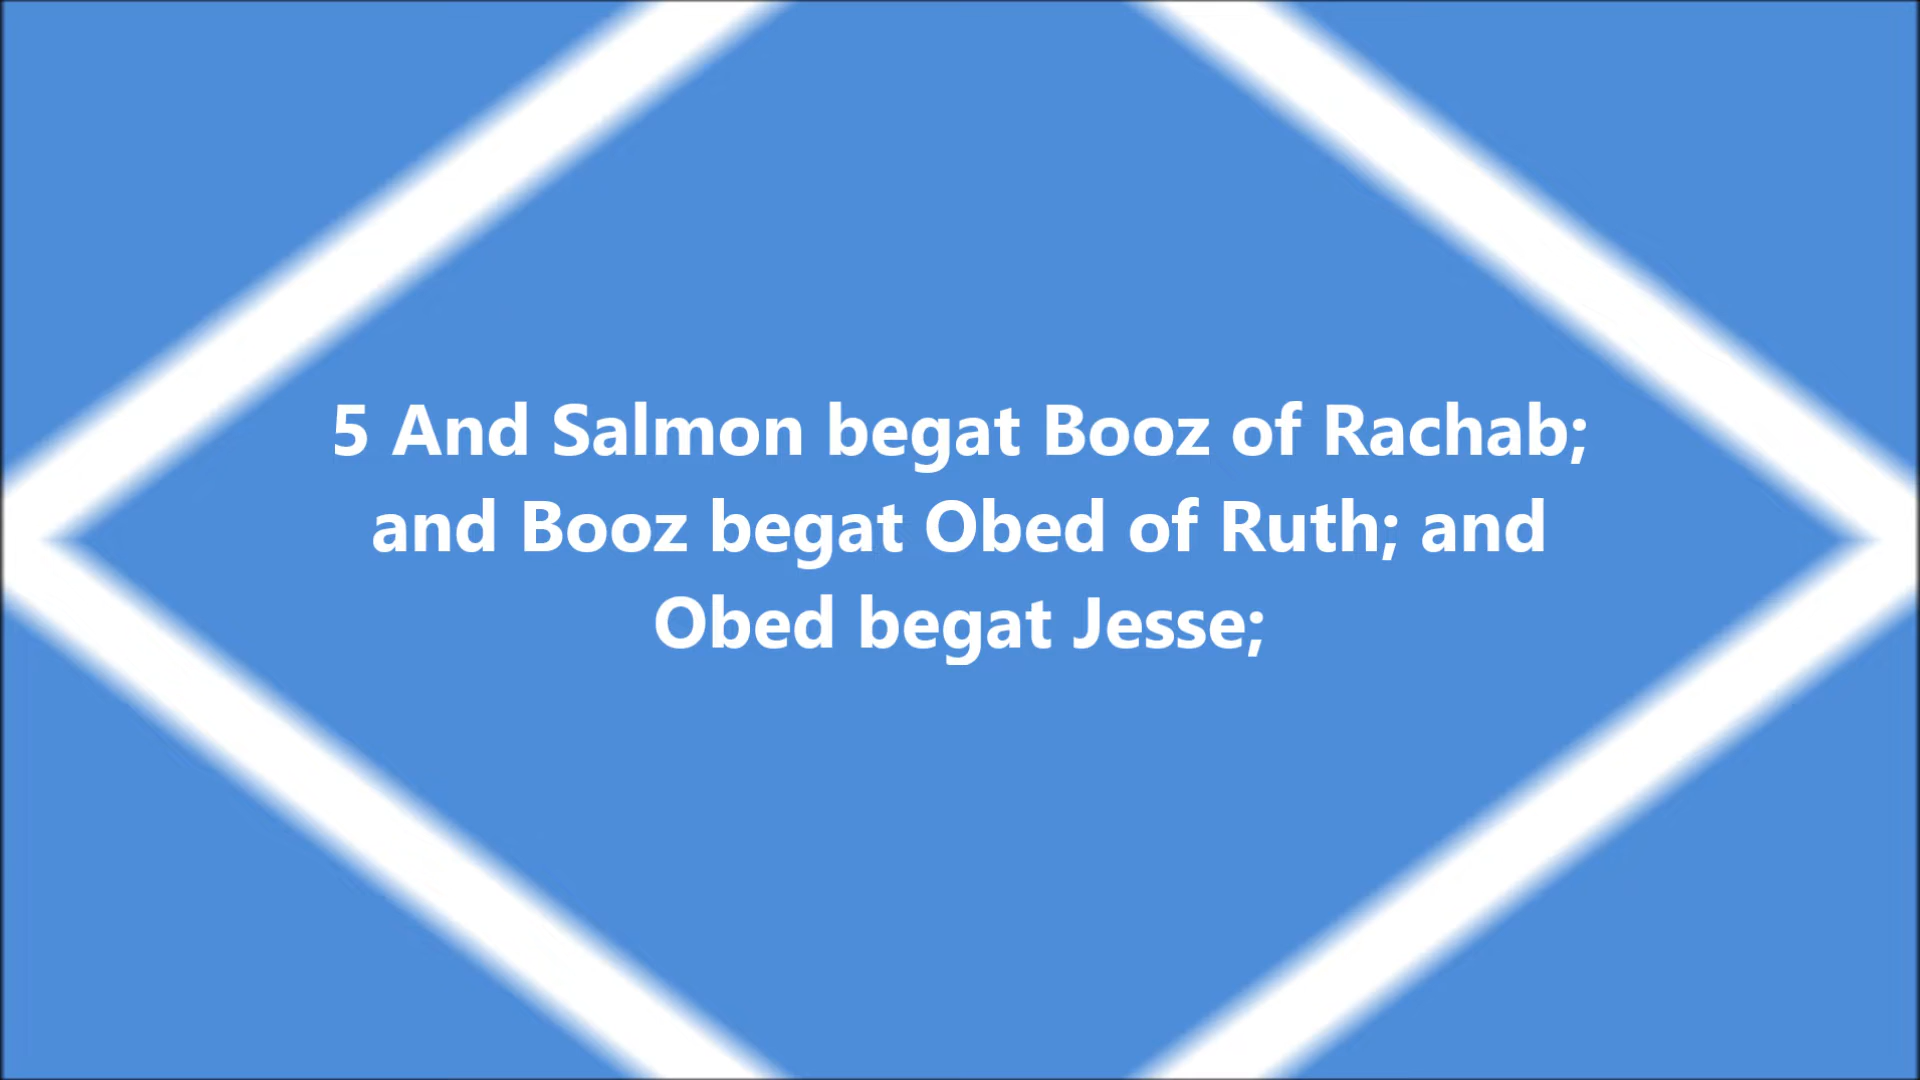 5 And Salmon begat Booz of Rachab;
and Booz begat Obed of Ruth; and
Obed begat Jesse;